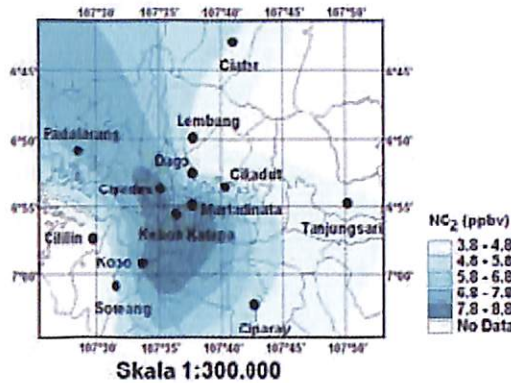 107°30' 107°35' 107°40' 107°45' 107°50'
6°45' Ciater 6°45'
6°50' Padalarang Lembang 6°50'
Dago Cikadut
Cipedes
6°55' Martadinata 6°55'
Cililin Kebon Kalapa Tanjungsari
7°00' Kopo 7°00'
Soreang Ciparay
107°30' 107°35' 107°40' 107°45' 107°50'
NO2 (ppbv)
3.8 - 4.8
4.8 - 5.8
5.8 - 6.8
6.8 - 7.8
7.8 - 8.8
No Data
Skala 1:300.000